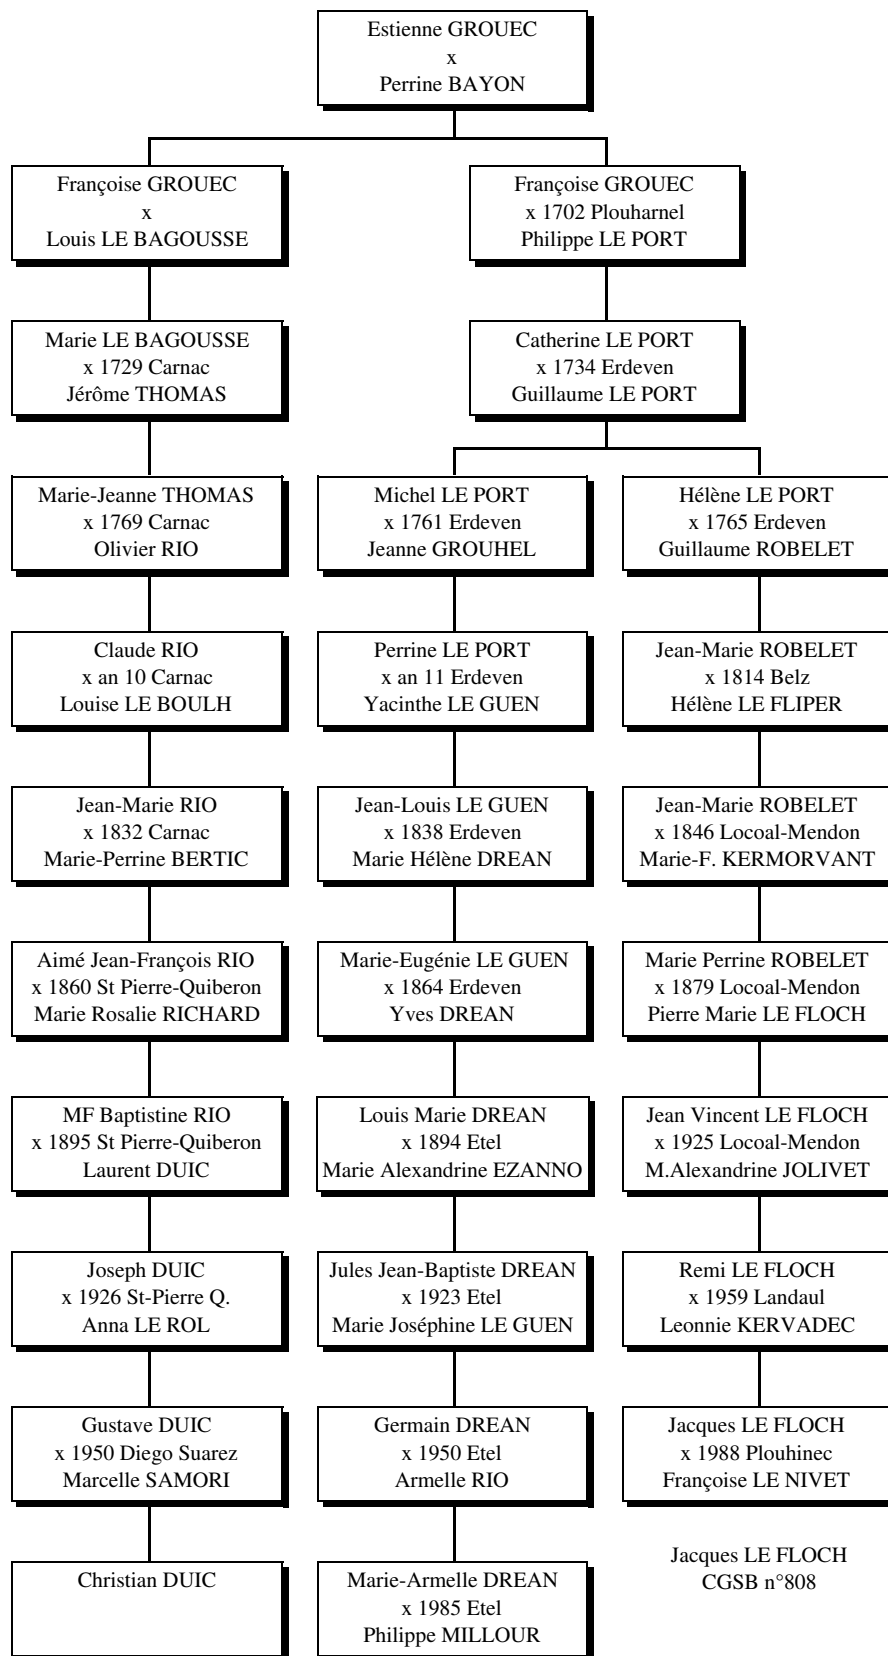 Estienne GROUEC
x
Perrine BAYON
Françoise GROUEC
x
Louis LE BAGOUSSE
Françoise GROUEC
x 1702 Plouharnel
Philippe LE PORT
Marie LE BAGOUSSE
x 1729 Carnac
Jérôme THOMAS
Catherine LE PORT
x 1734 Erdeven
Guillaume LE PORT
Marie-Jeanne THOMAS
x 1769 Carnac
Olivier RIO
Michel LE PORT
x 1761 Erdeven
Jeanne GROUHEL
Hélène LE PORT
x 1765 Erdeven
Guillaume ROBELET
Claude RIO
x an 10 Carnac
Louise LE BOULH
Perrine LE PORT
x an 11 Erdeven
Yacinthe LE GUEN
Jean-Marie ROBELET
x 1814 Belz
Hélène LE FLIPER
Jean-Marie RIO
x 1832 Carnac
Marie-Perrine BERTIC
Jean-Louis LE GUEN
x 1838 Erdeven
Marie Hélène DREAN
Jean-Marie ROBELET
x 1846 Locoal-Mendon
Marie-F. KERMORVANT
Aimé Jean-François RIO
x 1860 St Pierre-Quiberon
Marie Rosalie RICHARD
Marie-Eugénie LE GUEN
x 1864 Erdeven
Yves DREAN
Marie Perrine ROBELET
x 1879 Locoal-Mendon
Pierre Marie LE FLOCH
MF Baptistine RIO
x 1895 St Pierre-Quiberon
Laurent DUIC
Louis Marie DREAN
x 1894 Etel
Marie Alexandrine EZANNO
Jean Vincent LE FLOCH
x 1925 Locoal-Mendon
M.Alexandrine JOLIVET
Joseph DUIC
x 1926 St-Pierre Q.
Anna LE ROL
Jules Jean-Baptiste DREAN
x 1923 Etel
Marie Joséphine LE GUEN
Remi LE FLOCH
x 1959 Landaul
Leonnie KERVADEC
Gustave DUIC
x 1950 Diego Suarez
Marcelle SAMORI
Germain DREAN
x 1950 Etel
Armelle RIO
Jacques LE FLOCH
x 1988 Plouhinec
Françoise LE NIVET
Christian DUIC
Marie-Armelle DREAN
x 1985 Etel
Philippe MILLOUR
Jacques LE FLOCH
CGSB n°808